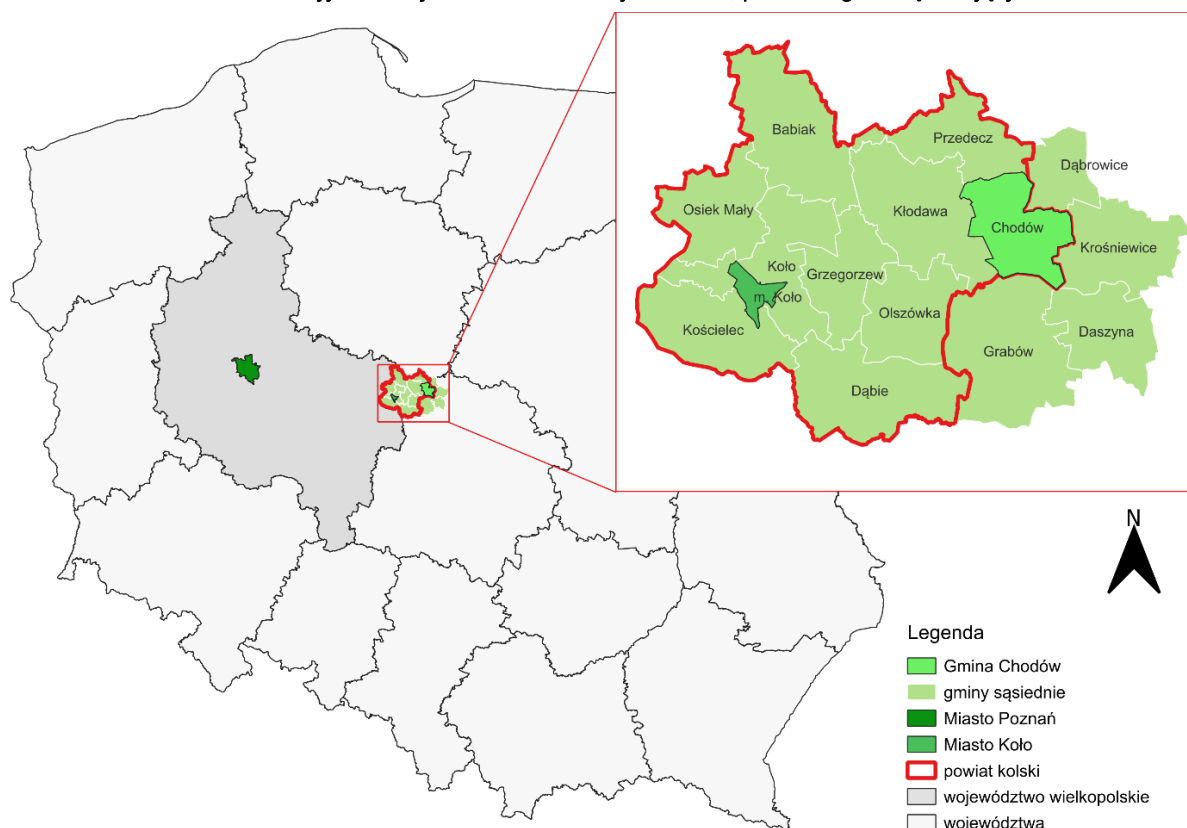 Babiak
Przedecz
Dąbrowice
Osiek Mały
Kłodawa
Chodów
Krośniewice
Koło
Grzegorzew
m. Koło
Olszówka
Kościelec
Daszyna
Grabów
Dąbie
N
Legenda
Gmina Chodów
gminy sąsiednie
Miasto Poznań
Miasto Koło
powiat kolski
województwo wielkopolskie
województwa